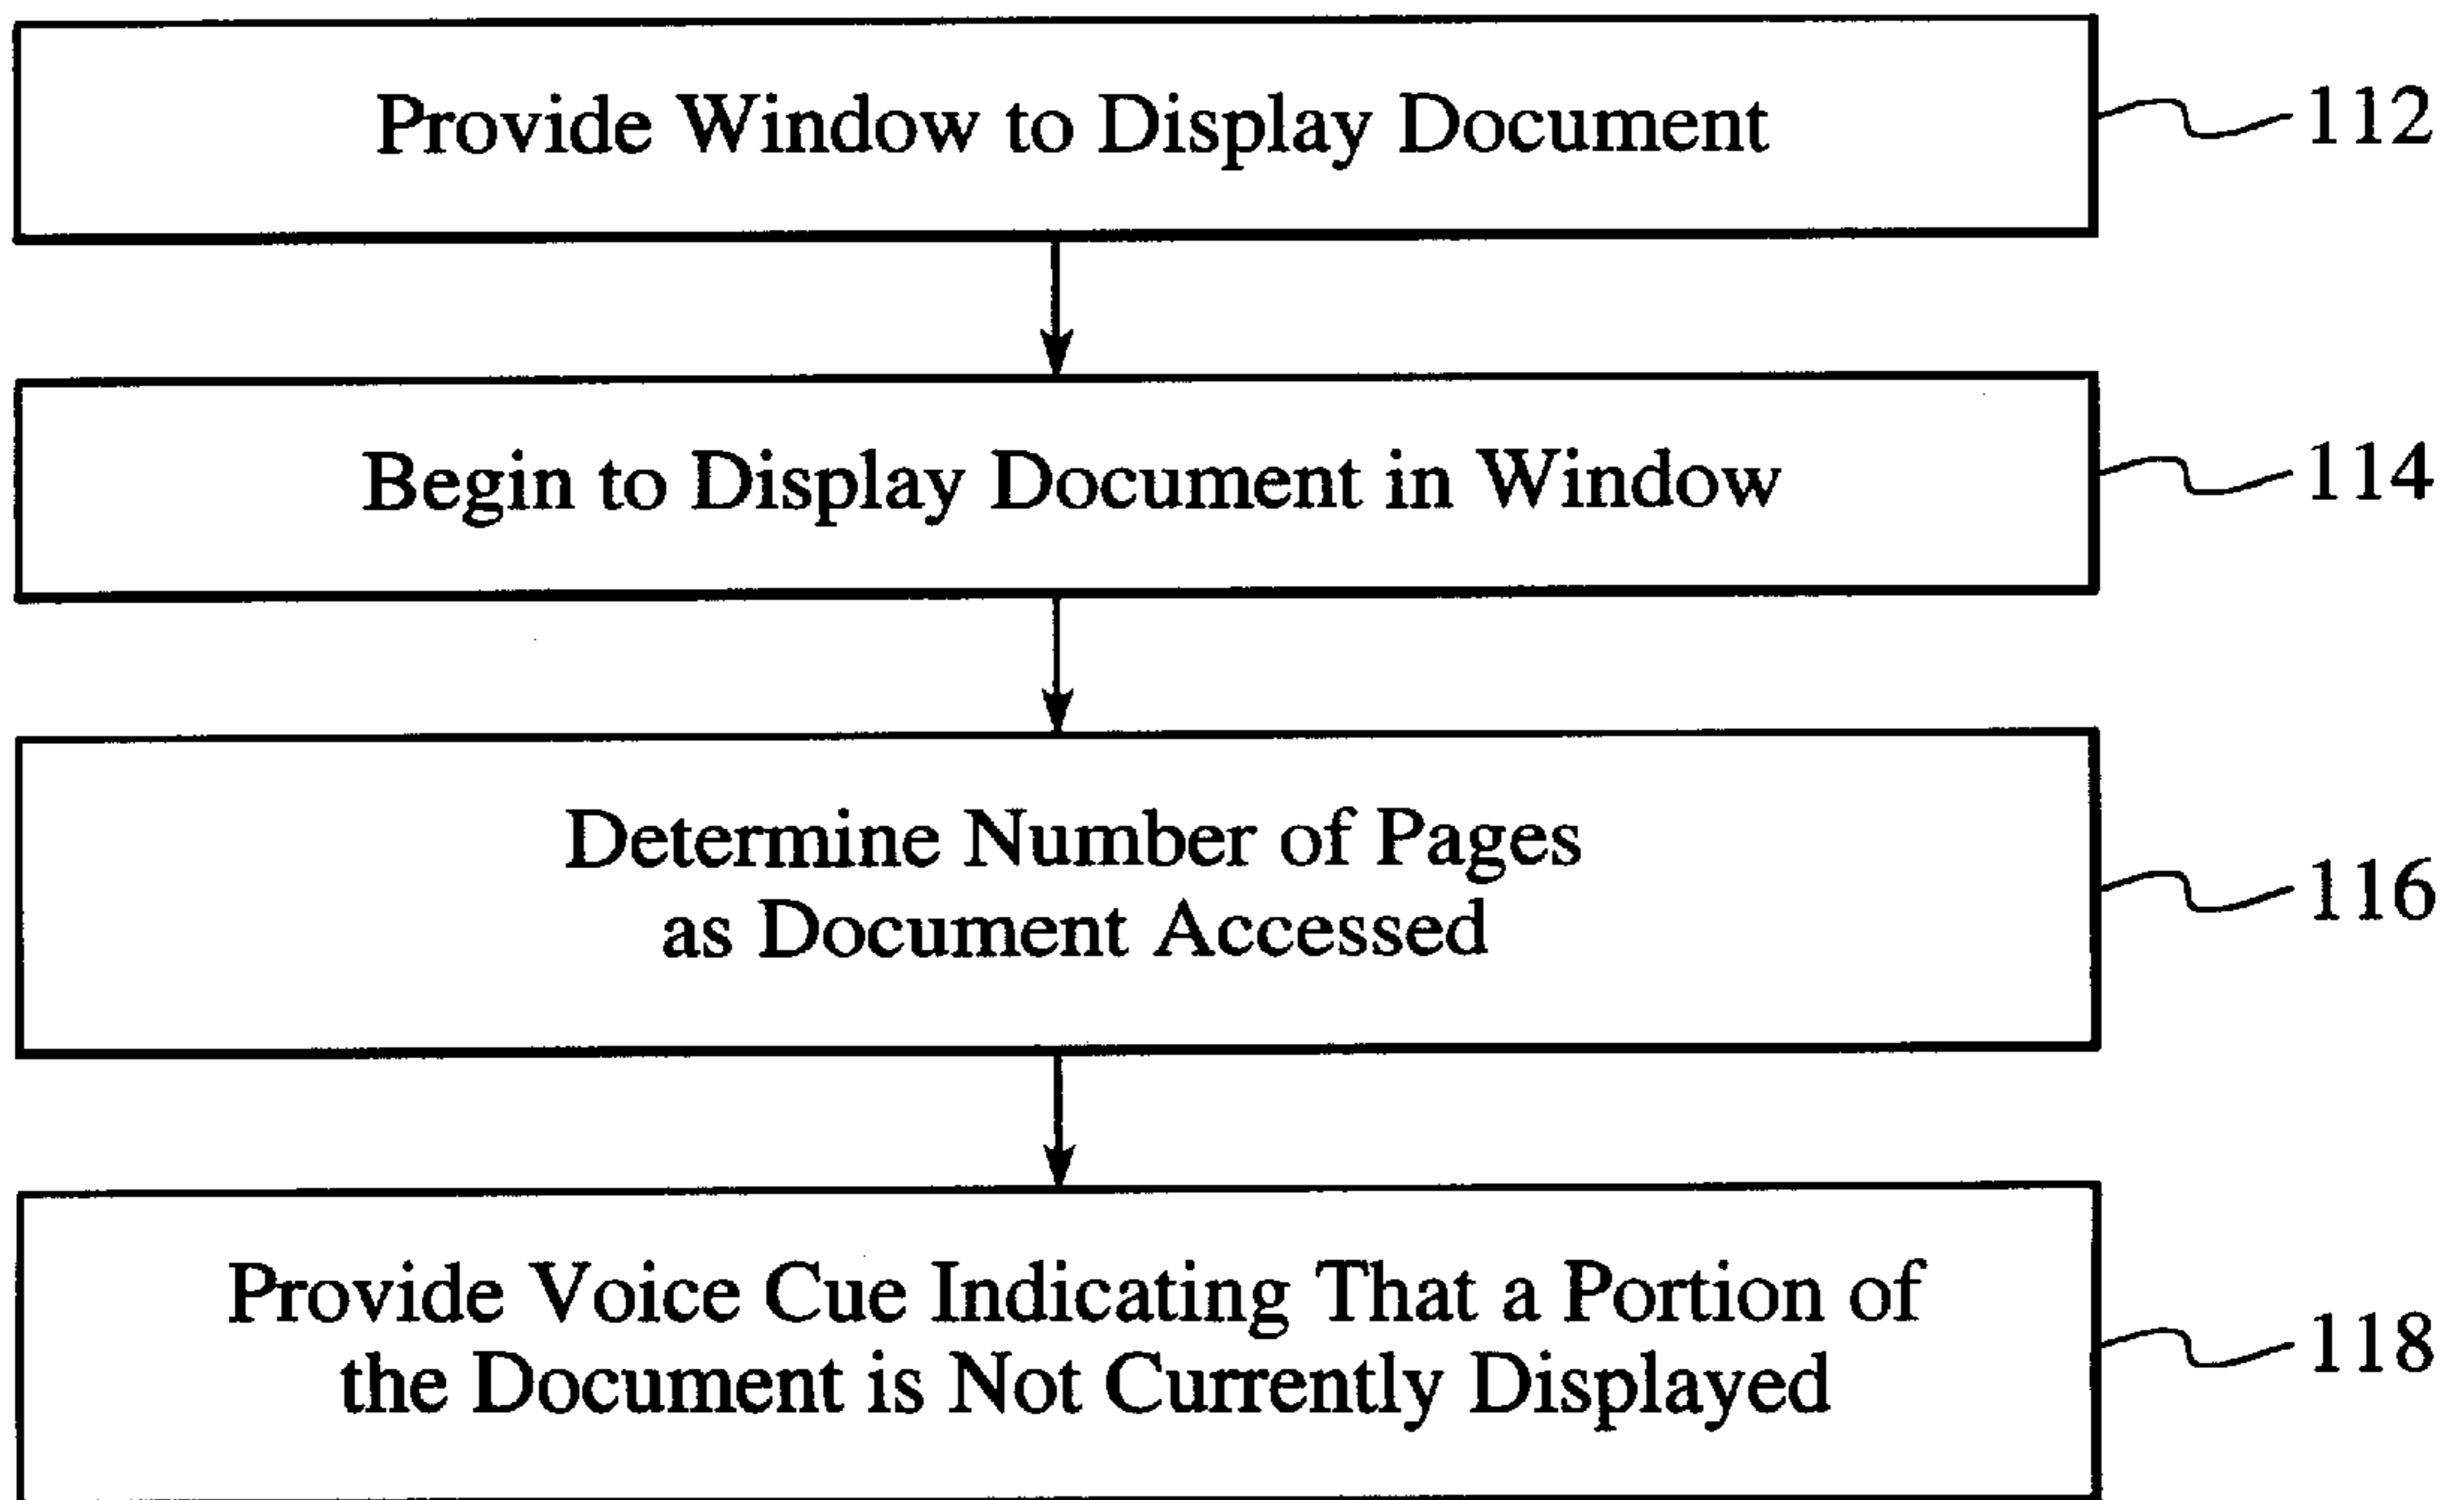 Provide Window to Display Document
112
Begin to Display Document in Window
114
Determine Number of Pages
as Document Accessed
116
Provide Voice Cue Indicating That a Portion of
the Document is Not Currently Displayed
118